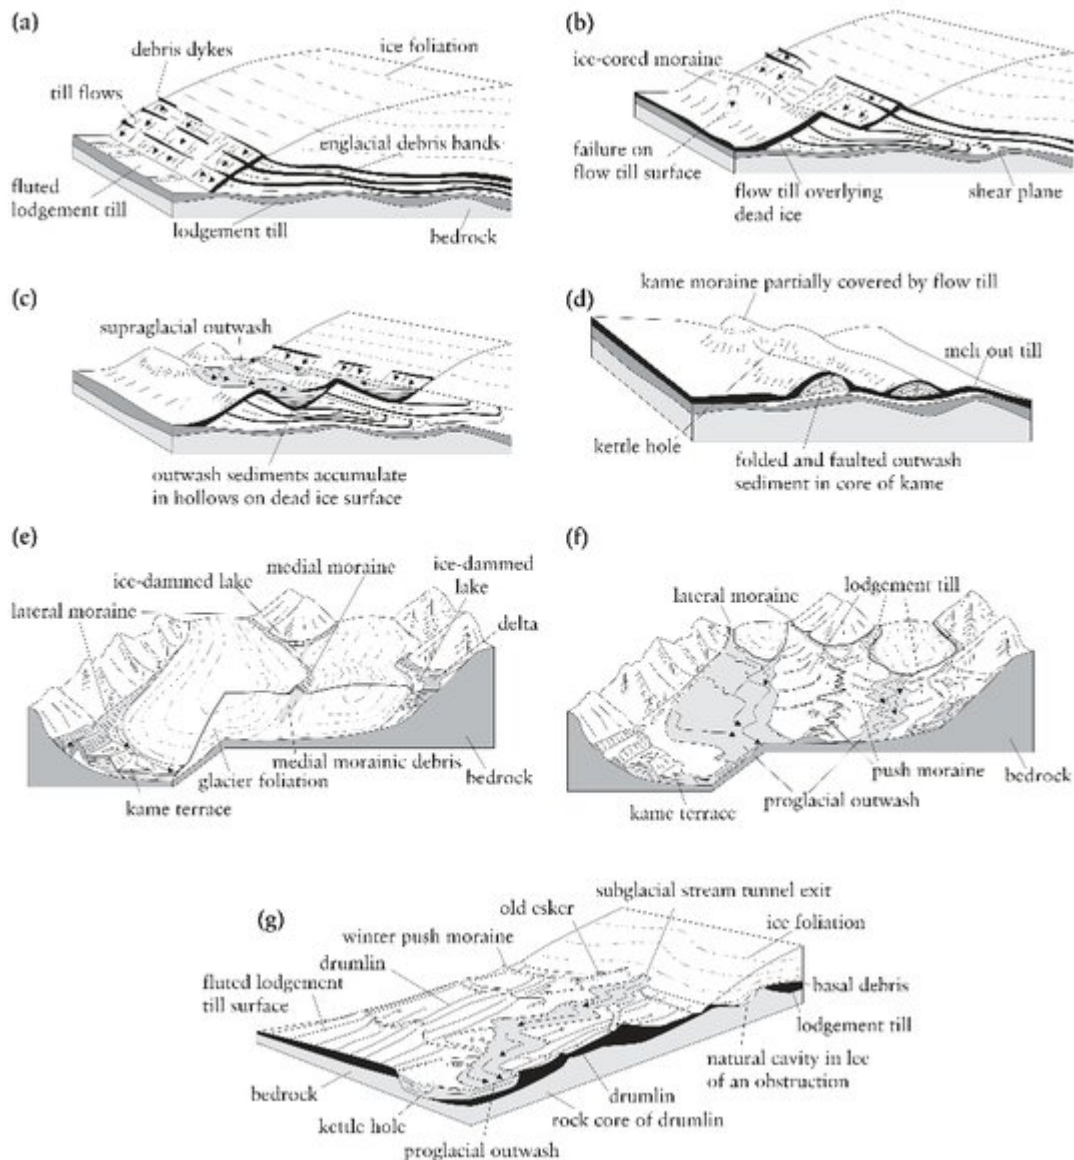 (a)
debris dykes
ice foliation
till flows
englacial debris bands
fluted
lodgement till
lodgement till
bedrock
(b)
ice-cored moraine
failure on
flow till surface
flow till overlying
dead ice
shear plane
(c)
supraglacial outwash
outwash sediments accumulate
in hollows on dead ice surface
(d)
kame moraine partially covered by flow till
melt out till
kettle hole
folded and faulted outwash
sediment in core of kame
(e)
ice-dammed lake
medial moraine
ice-dammed
lake
lateral moraine
delta
medial morainic debris
glacier foliation
bedrock
kame terrace
(f)
lateral moraine
lodgement till
push moraine
bedrock
proglacial outwash
kame terrace
(g)
subglacial stream tunnel exit
old esker
winter push moraine
ice foliation
drumlin
fluted lodgement
till surface
basal debris
lodgement till
natural cavity in lee
of an obstruction
bedrock
drumlin
kettle hole
rock core of drumlin
proglacial outwash